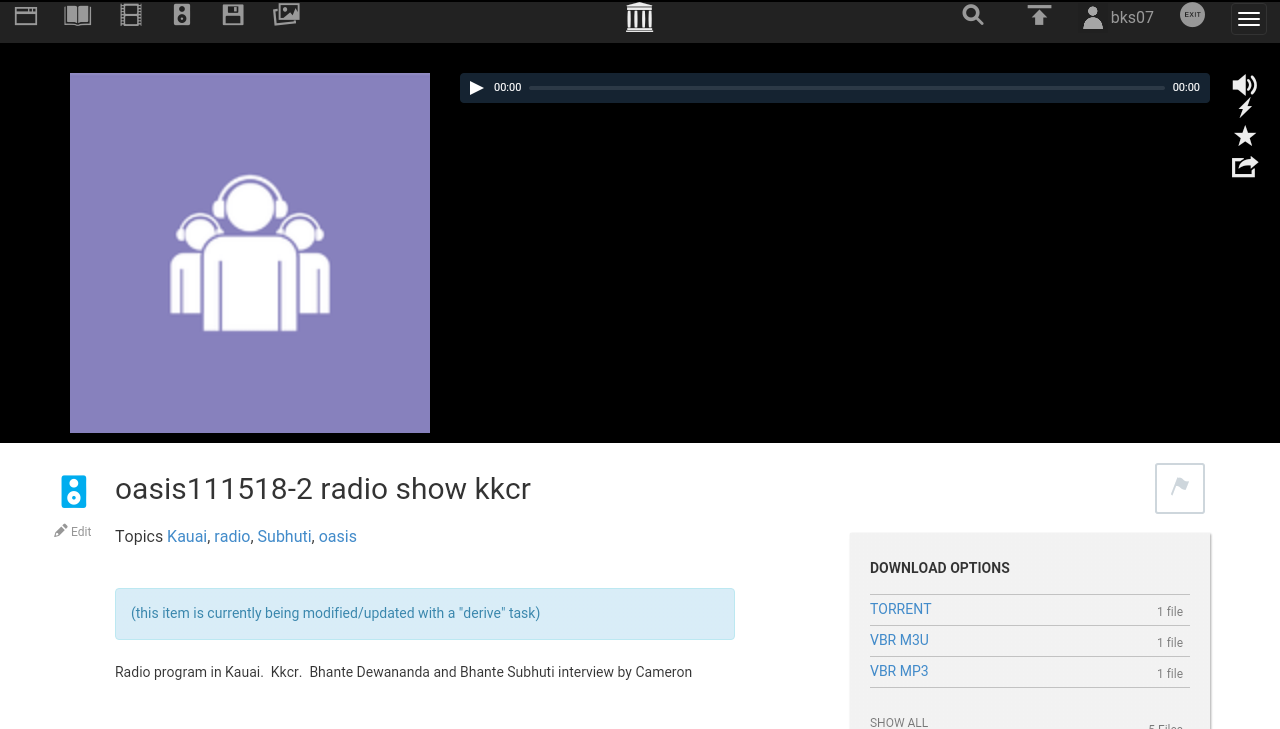 bks07
EXIT
00:00
00:00
oasis111518-2 radio show kkcr
Edit
Topics Kauai, radio, Subhuti, oasis
(this item is currently being modified/updated with a "derive" task)
Radio program in Kauai.  Kkcr.  Bhante Dewananda and Bhante Subhuti interview by Cameron
DOWNLOAD OPTIONS
TORRENT 1 file
VBR M3U 1 file
VBR MP3 1 file
SHOW ALL 5 Files